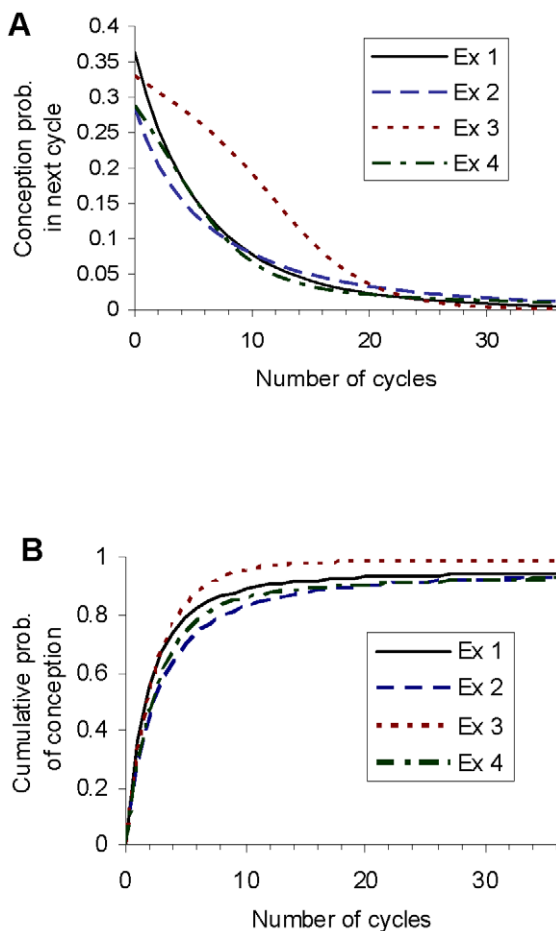 A
0.4
0.35
0.3
0.25
0.2
0.15
0.1
0.05
0
Conception prob.
in next cycle
Ex 1
Ex 2
Ex 3
Ex 4
0 10 20 30
Number of cycles
B
1
0.8
0.6
0.4
0.2
0
Cumulative prob.
of conception
Ex 1
Ex 2
Ex 3
Ex 4
0 10 20 30
Number of cycles